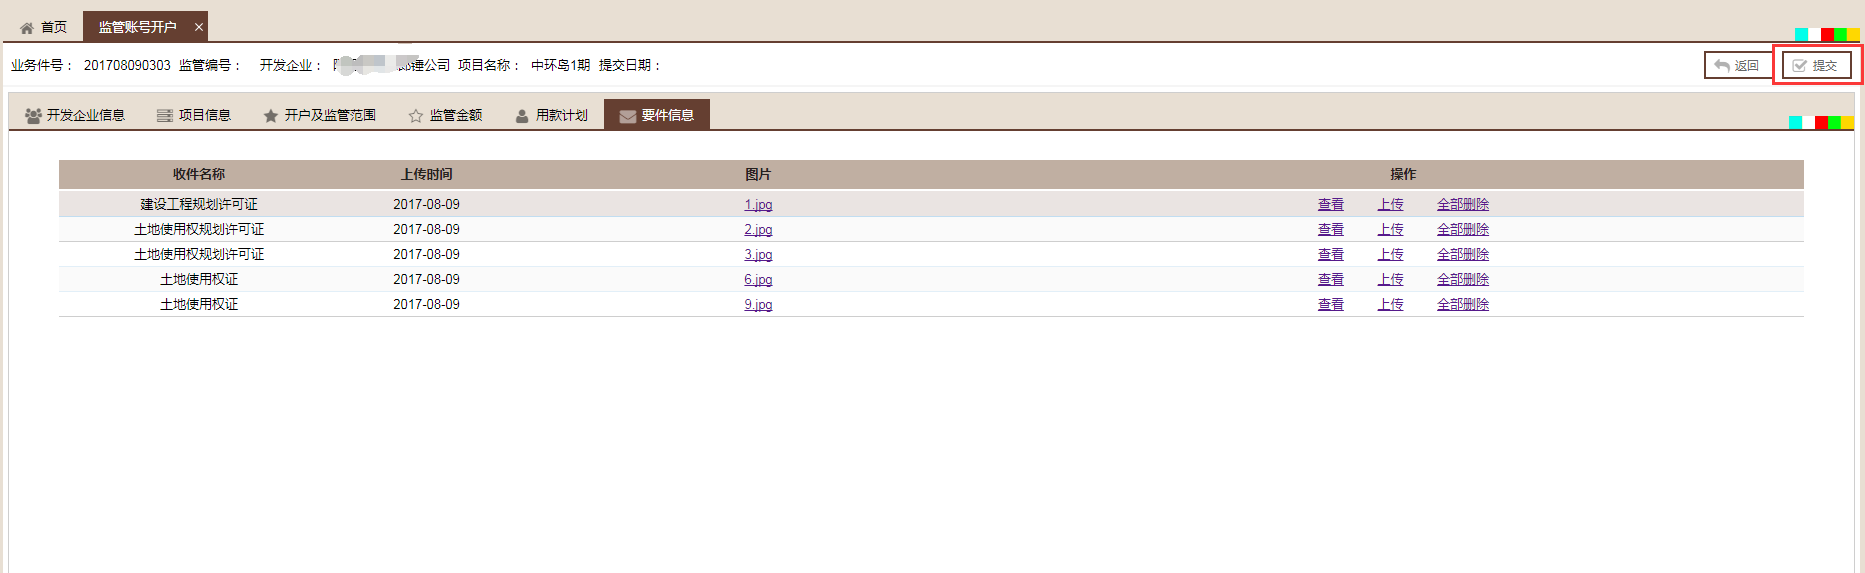 首页 监管账号开户 ×
业务件号： 201708090303 监管编号： 开发企业： 锤公司 项目名称： 中环岛1期 提交日期： 返回 提交
开发企业信息 项目信息 开户及监管范围 监管金额 用款计划 要件信息
收件名称 上传时间 图片 操作
建设工程规划许可证 2017-08-09 1.jpg 查看 上传 全部删除
土地使用权规划许可证 2017-08-09 2.jpg 查看 上传 全部删除
土地使用权规划许可证 2017-08-09 3.jpg 查看 上传 全部删除
土地使用权证 2017-08-09 6.jpg 查看 上传 全部删除
土地使用权证 2017-08-09 9.jpg 查看 上传 全部删除